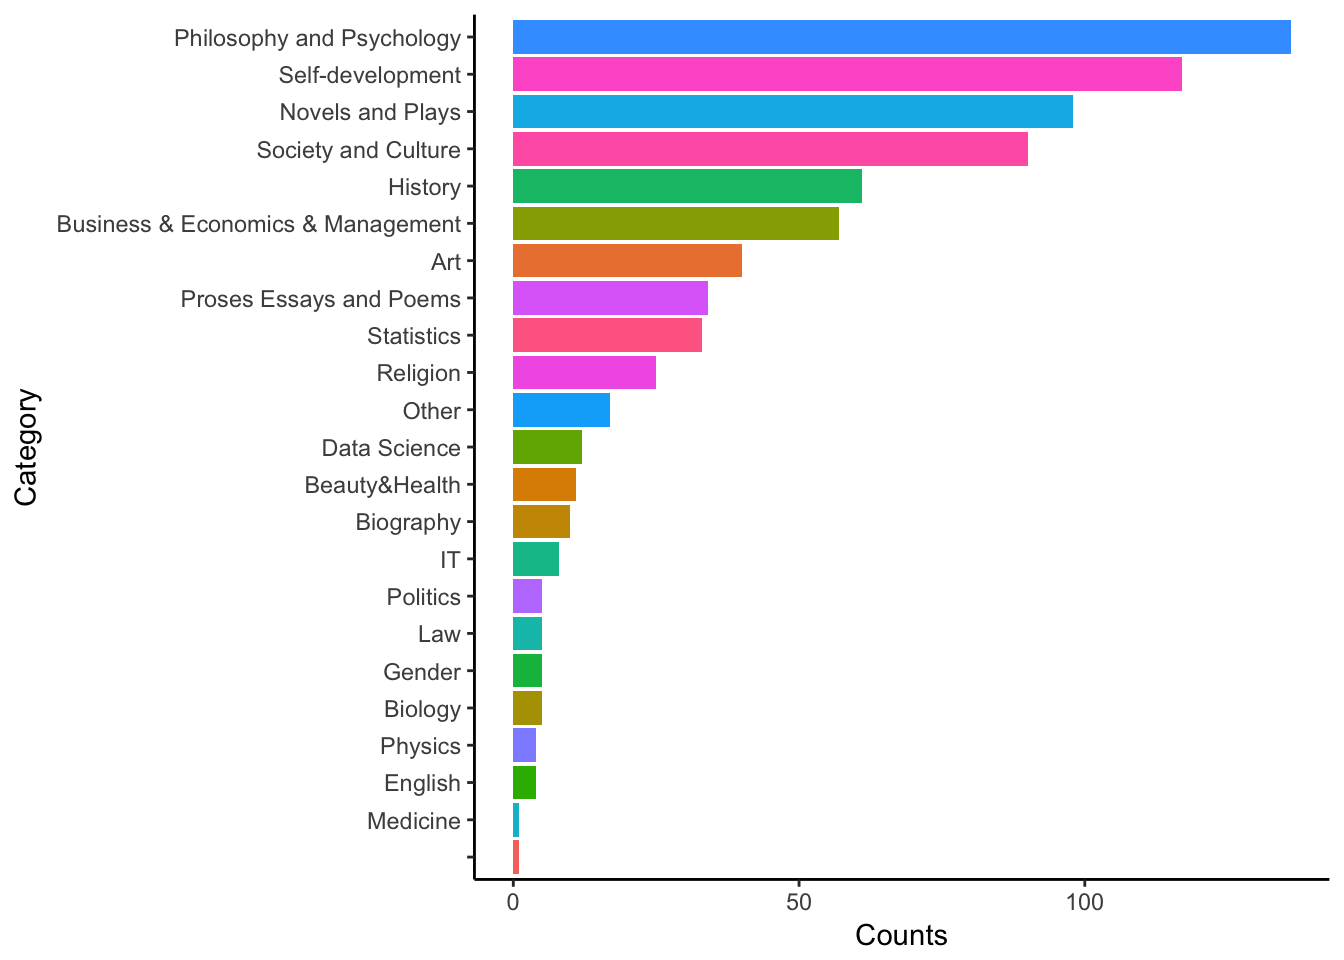 Philosophy and Psychology
Self-development
Novels and Plays
Society and Culture
History
Business & Economics & Management
Art
Proses Essays and Poems
Statistics
Religion
Other
Data Science
Beauty&Health
Biography
IT
Politics
Law
Gender
Biology
Physics
English
Medicine
Category
0 50 100
Counts